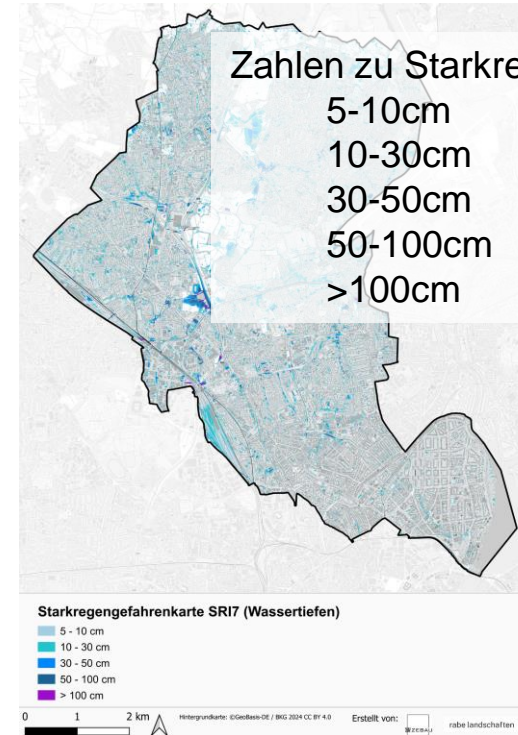 Zahlen zu Starkre
5-10cm
10-30cm
30-50cm
50-100cm
>100cm
Starkregengefahrenkarte SRI7 (Wassertiefen)
5 - 10 cm
10 - 30 cm
30 - 50 cm
50 - 100 cm
> 100 cm
0 1 2 km
Hintergrundkarte: ©GeoBasis-DE / BKG 2024 CC BY 4.0
Erstellt von:
ZEBAU
rabe landschaften